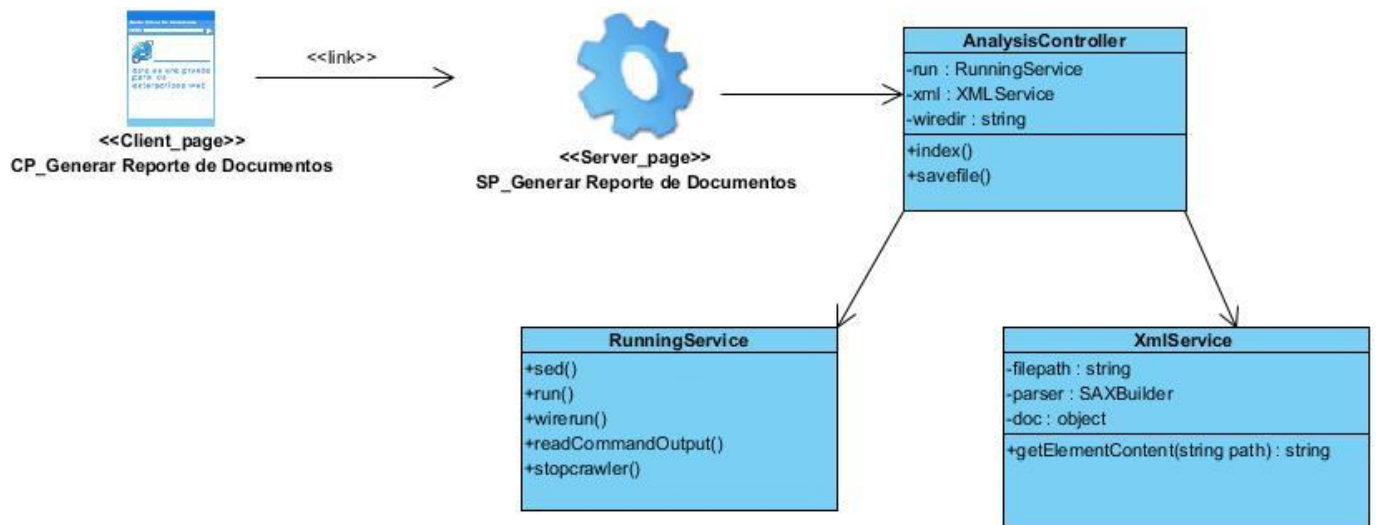 <<link>>
<<Client_page>>
CP_Generar Reporte de Documentos
<<Server_page>>
SP_Generar Reporte de Documentos
AnalysisController
-run : RunningService
-xml : XMLService
-wiredir : string
+index()
+savefile()
RunningService
+sed()
+run()
+wirerun()
+readCommandOutput()
+stopcrawler()
XmlService
-filepath : string
-parser : SAXBuilder
-doc : object
+getElementContent(string path) : string